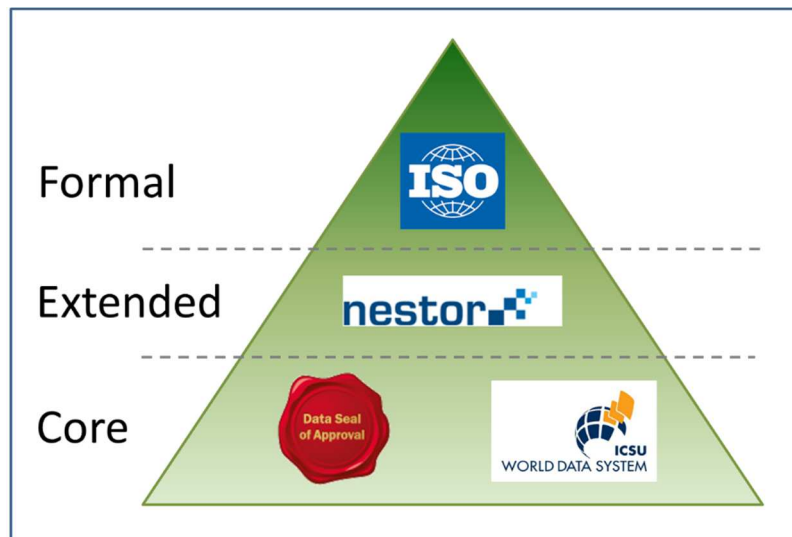 Formal
ISO
Extended
nestor
Core
Data Seal
of Approval
ICSU
WORLD DATA SYSTEM